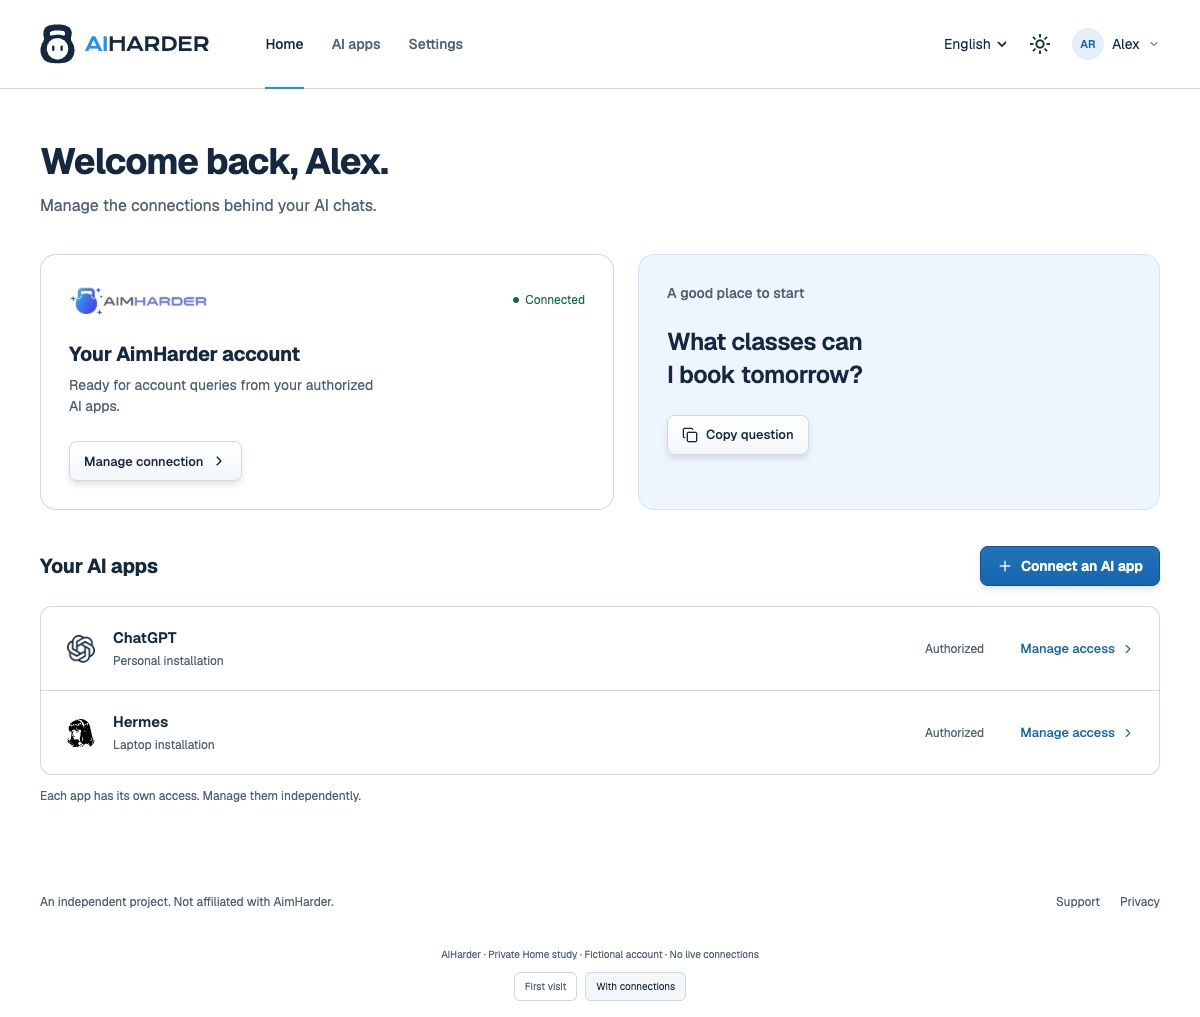 AIHARDER
Home
AI apps
Settings
English
AR
Alex
Welcome back, Alex.
Manage the connections behind your AI chats.
AIMHARDER
Connected
Your AimHarder account
Ready for account queries from your authorized
AI apps.
Manage connection
A good place to start
What classes can
I book tomorrow?
Copy question
Your AI apps
Connect an AI app
ChatGPT
Personal installation
Authorized
Manage access
Hermes
Laptop installation
Authorized
Manage access
Each app has its own access. Manage them independently.
An independent project. Not affiliated with AimHarder.
Support
Privacy
AIHarder · Private Home study · Fictional account · No live connections
First visit
With connections